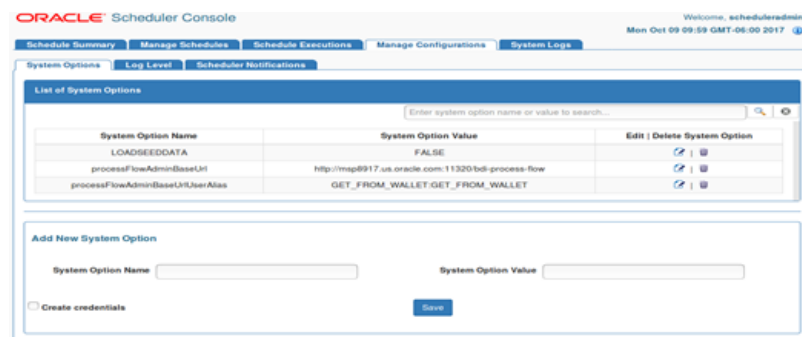 ORACLE Scheduler Console
Welcome, scheduleradmin
Mon Oct 09 09:59 GMT-06:00 2017
Schedule Summary Manage Schedules Schedule Executions Manage Configurations System Logs
System Options Log Level Scheduler Notifications
List of System Options
Enter system option name or value to search...
System Option Name System Option Value Edit | Delete System Option
LOADSEEDDATA FALSE |
processFlowAdminBaseUrl http://msp8917.us.oracle.com:11320/bdi-process-flow |
processFlowAdminBaseUrlUserAlias GET_FROM_WALLET:GET_FROM_WALLET |
Add New System Option
System Option Name System Option Value
Create credentials Save